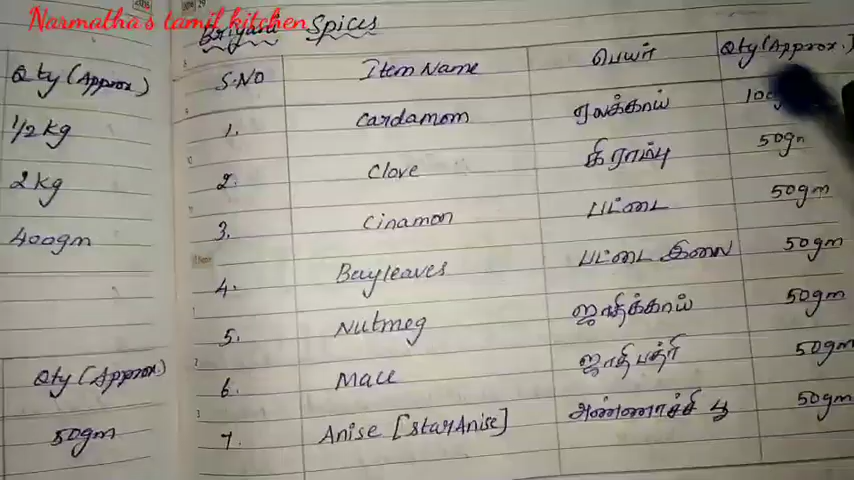 Narmatha's tamil kitchen
Briyani Spices
Qty (Approx)
1/2 kg
2 kg
400gm
Qty (Approx.)
50gm
S.NO Item Name பெயர் Qty (Approx.)
1. Cardamom ஏலக்காய்
2. Clove கிராம்பு 50gm
3. Cinamon பட்டை 50gm
4. Bayleaves பட்டை இலை 50gm
5. Nutmeg ஜாதிக்காய் 50gm
6. Mace ஜாதிபத்ரி 50gm
7. Anise [StarAnise] அண்ணாச்சி பூ 50gm